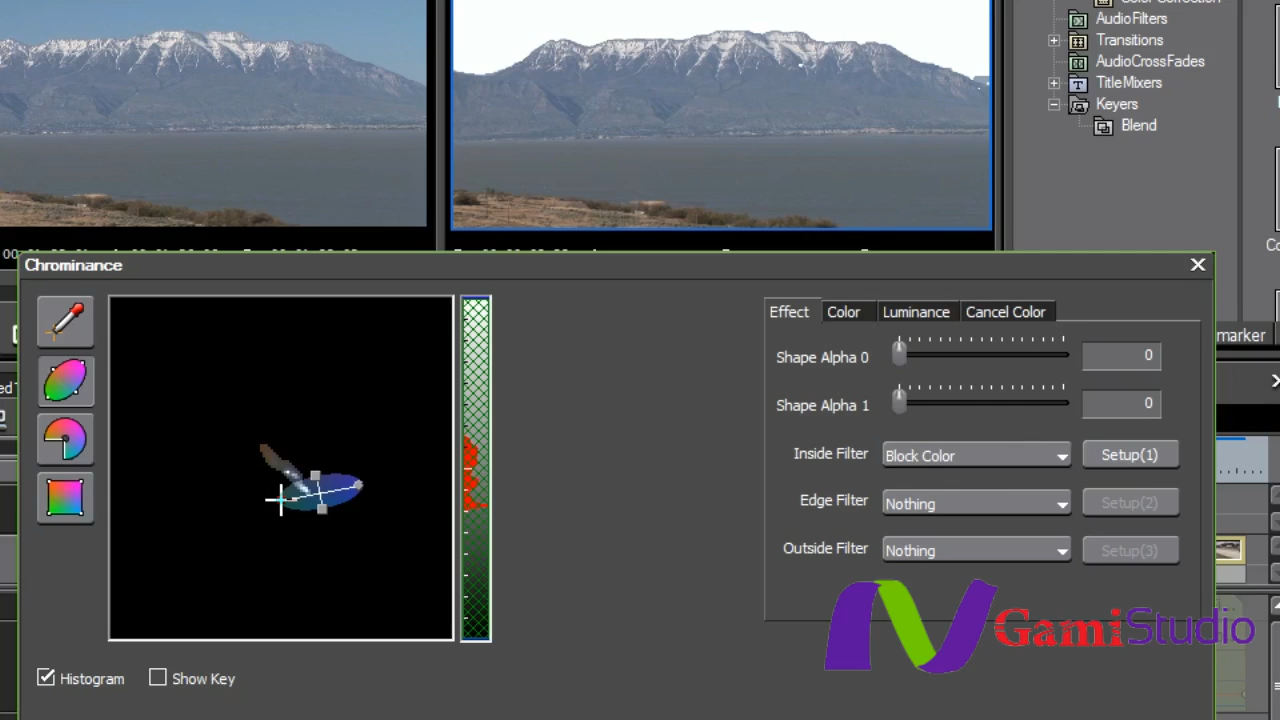 AudioFilters
Transitions
AudioCrossFades
TitleMixers
Keyers
Blend
Chrominance
marker
Effect Color Luminance Cancel Color
Shape Alpha 0 0
Shape Alpha 1 0
Inside Filter Block Color Setup(1)
Edge Filter Nothing Setup(2)
Outside Filter Nothing Setup(3)
GamiStudio
Histogram Show Key